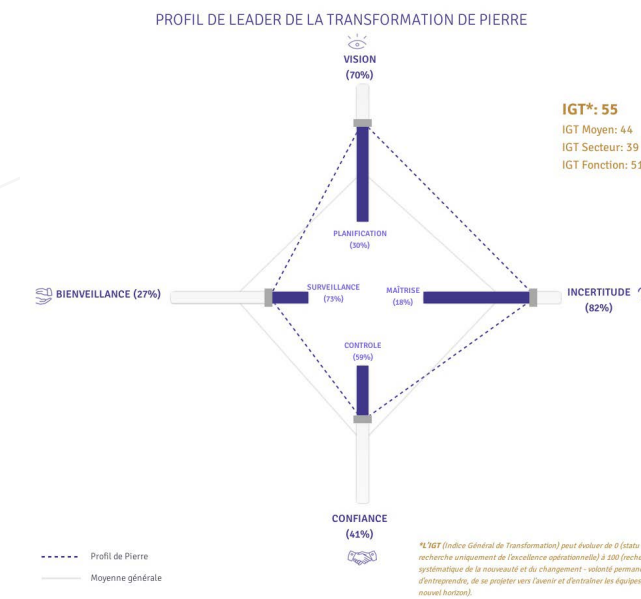 PROFIL DE LEADER DE LA TRANSFORMATION DE PIERRE
VISION
(70%)
IGT*: 55
IGT Moyen: 44
IGT Secteur: 39
IGT Fonction: 51
PLANIFICATION
(30%)
BIENVEILLANCE (27%)
SURVEILLANCE
(73%)
MAÎTRISE
(18%)
INCERTITUDE
(82%)
CONTROLE
(59%)
CONFIANCE
(41%)
Profil de Pierre
Moyenne générale
*L'IGT (Indice Général de Transformation) peut évoluer de 0 (statu
recherche uniquement de l'excellence opérationnelle) à 100 (reche
systématique de la nouveauté et du changement - volonté perman
d'entreprendre, de se projeter vers l'avenir et d'entraîner les équipes
nouvel horizon).